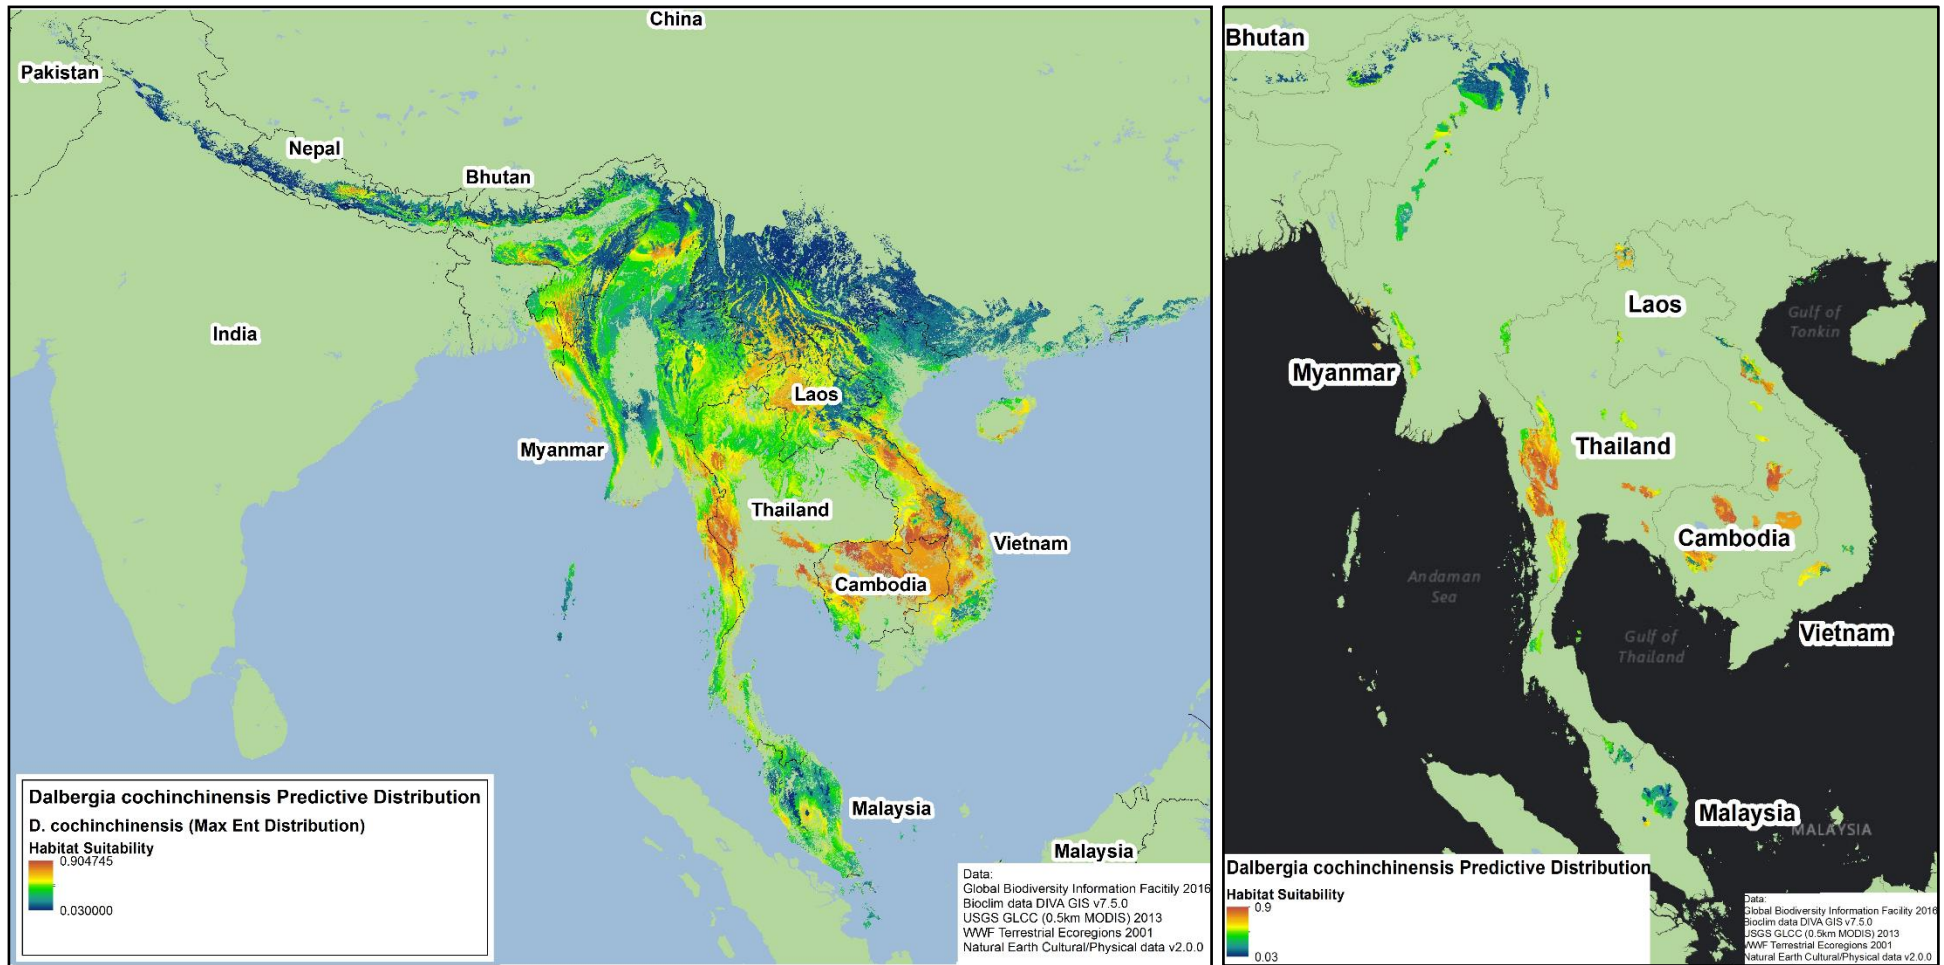 China
Pakistan
Nepal
Bhutan
India
Laos
Myanmar
Thailand
Vietnam
Cambodia
Malaysia
Malaysia
Dalbergia cochinchinensis Predictive Distribution
D. cochinchinensis (Max Ent Distribution)
Habitat Suitability
0.904745
0.030000
Data:
Global Biodiversity Information Facitily 2016
Bioclim data DIVA GIS v7.5.0
USGS GLCC (0.5km MODIS) 2013
WWF Terrestrial Ecoregions 2001
Natural Earth Cultural/Physical data v2.0.0
Bhutan
Laos
Gulf of
Tonkin
Myanmar
Thailand
Cambodia
Andaman
Sea
Gulf of
Thailand
Vietnam
Malaysia
MALAYSIA
Dalbergia cochinchinensis Predictive Distribution
Habitat Suitability
0.9
0.03
Data:
Global Biodiversity Information Facility 2016
Bioclim data DIVA GIS v7.5.0
USGS GLCC (0.5km MODIS) 2013
WWF Terrestrial Ecoregions 2001
Natural Earth Cultural/Physical data v2.0.0